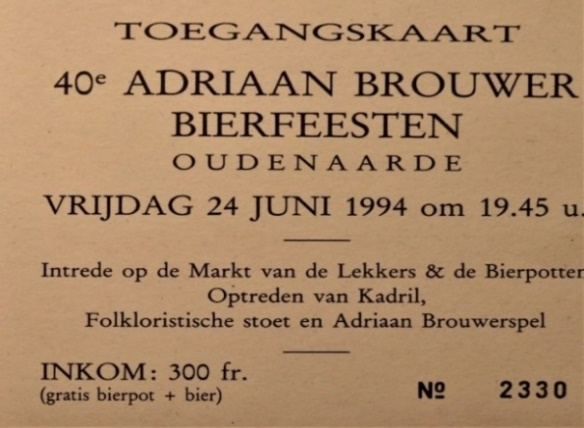 TOEGANGSKAART
40e ADRIAAN BROUWER
BIERFEESTEN
OUDENAARDE
VRIJDAG 24 JUNI 1994 om 19.45 u.
Intrede op de Markt van de Lekkers & de Bierpotten
Optreden van Kadril,
Folkloristische stoet en Adriaan Brouwerspel
INKOM: 300 fr.
(gratis bierpot + bier)
Nº 2330